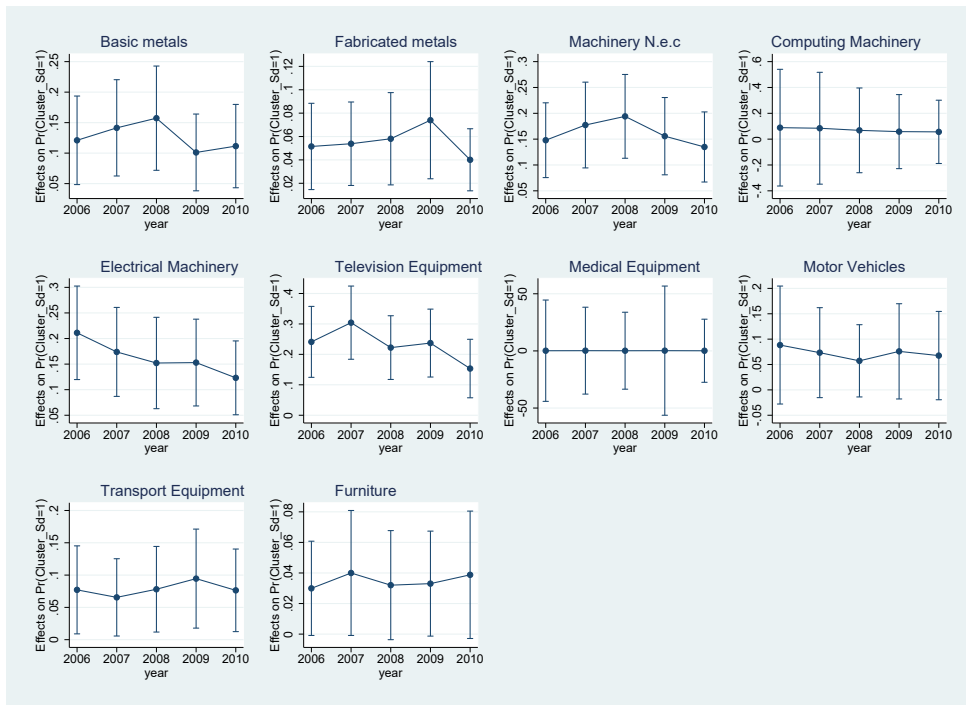 Basic metals
Effects on Pr(Cluster_Sd=1)
.25
.2
.15
.1
.05
2006 2007 2008 2009 2010
year
Fabricated metals
Effects on Pr(Cluster_Sd=1)
.12
.1
.08
.06
.04
.02
2006 2007 2008 2009 2010
year
Machinery N.e.c
Effects on Pr(Cluster_Sd=1)
.3
.25
.2
.15
.1
.05
2006 2007 2008 2009 2010
year
Computing Machinery
Effects on Pr(Cluster_Sd=1)
.6
.4
.2
0
-.2
-.4
2006 2007 2008 2009 2010
year
Electrical Machinery
Effects on Pr(Cluster_Sd=1)
.3
.25
.2
.15
.1
.05
2006 2007 2008 2009 2010
year
Television Equipment
Effects on Pr(Cluster_Sd=1)
.4
.3
.2
.1
0
2006 2007 2008 2009 2010
year
Medical Equipment
Effects on Pr(Cluster_Sd=1)
50
0
-50
2006 2007 2008 2009 2010
year
Motor Vehicles
Effects on Pr(Cluster_Sd=1)
.2
.15
.1
.05
0
-.05
2006 2007 2008 2009 2010
year
Transport Equipment
Effects on Pr(Cluster_Sd=1)
.2
.15
.1
.05
0
2006 2007 2008 2009 2010
year
Furniture
Effects on Pr(Cluster_Sd=1)
.08
.06
.04
.02
0
2006 2007 2008 2009 2010
year